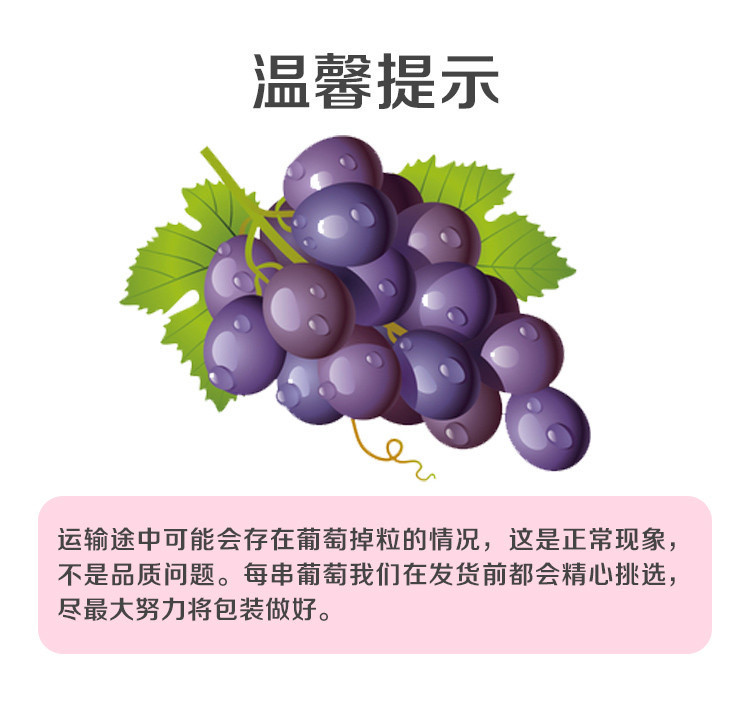 温馨提示
运输途中可能会存在葡萄掉粒的情况，这是正常现象，
不是品质问题。每串葡萄我们在发货前都会精心挑选，
尽最大努力将包装做好。